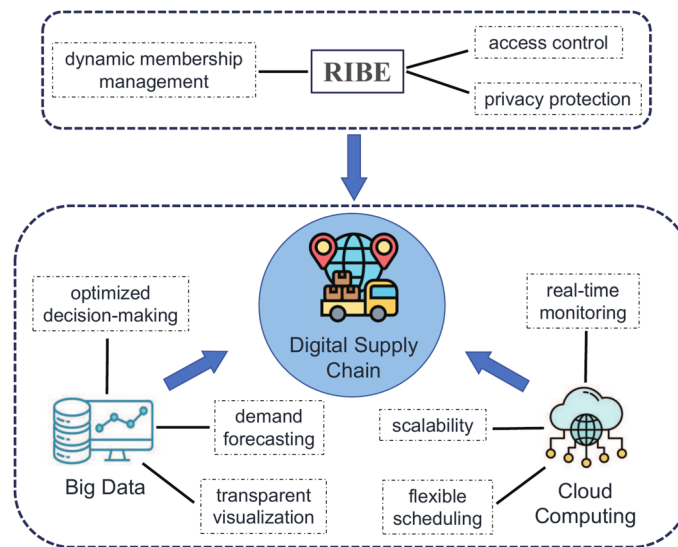 dynamic membership
management
RIBE
access control
privacy protection
optimized
decision-making
Digital Supply
Chain
real-time
monitoring
demand
forecasting
scalability
Big Data
transparent
visualization
flexible
scheduling
Cloud
Computing